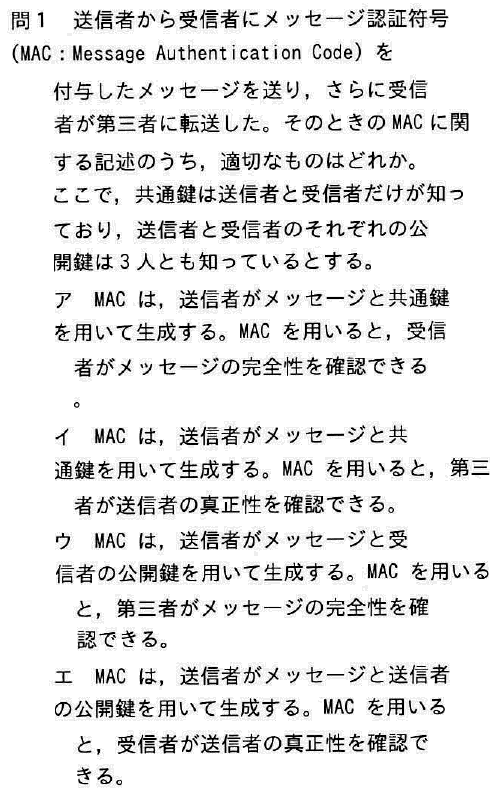 問1　送信者から受信者にメッセージ認証符号
(MAC：Message Authentication Code) を
付与したメッセージを送り，さらに受信
者が第三者に転送した。そのときのMACに関
する記述のうち，適切なものはどれか。
ここで，共通鍵は送信者と受信者だけが知っ
ており，送信者と受信者のそれぞれの公
開鍵は3人とも知っているとする。
ア　MAC は，送信者がメッセージと共通鍵
を用いて生成する。MAC を用いると，受信
者がメッセージの完全性を確認できる
。
イ　MAC は，送信者がメッセージと共
通鍵を用いて生成する。MAC を用いると，第三
者が送信者の真正性を確認できる。
ウ　MAC は，送信者がメッセージと受
信者の公開鍵を用いて生成する。MAC を用いる
と，第三者がメッセージの完全性を確
認できる。
エ　MAC は，送信者がメッセージと送信者
の公開鍵を用いて生成する。MAC を用いる
と，受信者が送信者の真正性を確認で
きる。